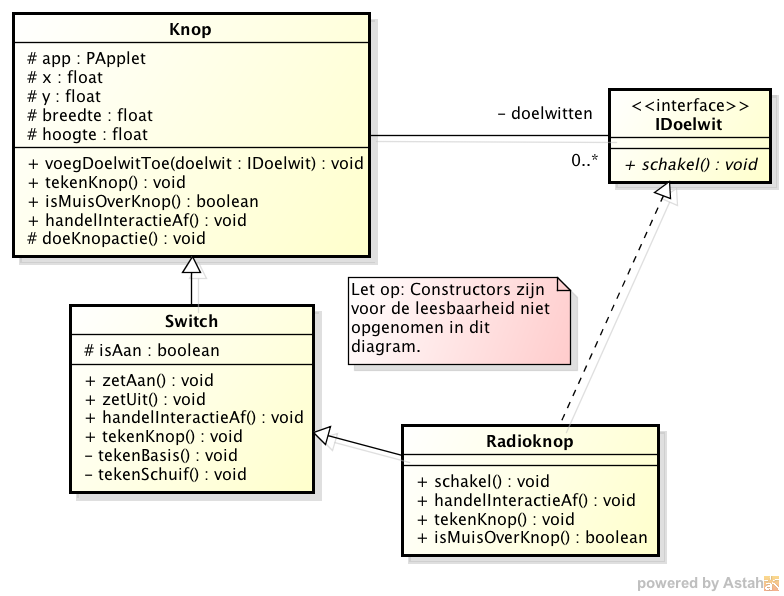 Knop
# app : PApplet
# x : float
# y : float
# breedte : float
# hoogte : float
+ voegDoelwitToe(doelwit : IDoelwit) : void
+ tekenKnop() : void
+ isMuisOverKnop() : boolean
+ handelInteractieAf() : void
# doeKnopactie() : void
- doelwitten
0..*
<<interface>>
IDoelwit
+ schakel() : void
Let op: Constructors zijn
voor de leesbaarheid niet
opgenomen in dit
diagram.
Switch
# isAan : boolean
+ zetAan() : void
+ zetUit() : void
+ handelInteractieAf() : void
+ tekenKnop() : void
- tekenBasis() : void
- tekenSchuif() : void
Radioknop
+ schakel() : void
+ handelInteractieAf() : void
+ tekenKnop() : void
+ isMuisOverKnop() : boolean
powered by Astah